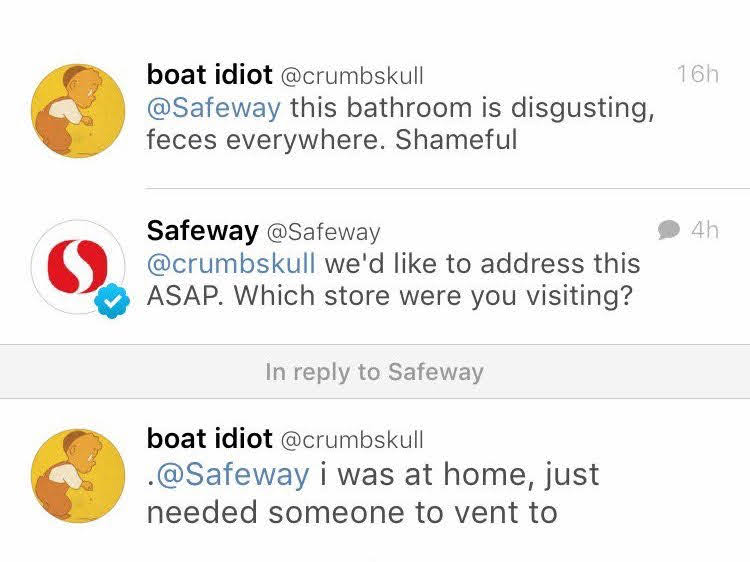 boat idiot @crumbskull 16h
@Safeway this bathroom is disgusting,
feces everywhere. Shameful
Safeway @Safeway 4h
@crumbskull we'd like to address this
ASAP. Which store were you visiting?
In reply to Safeway
boat idiot @crumbskull
.@Safeway i was at home, just
needed someone to vent to